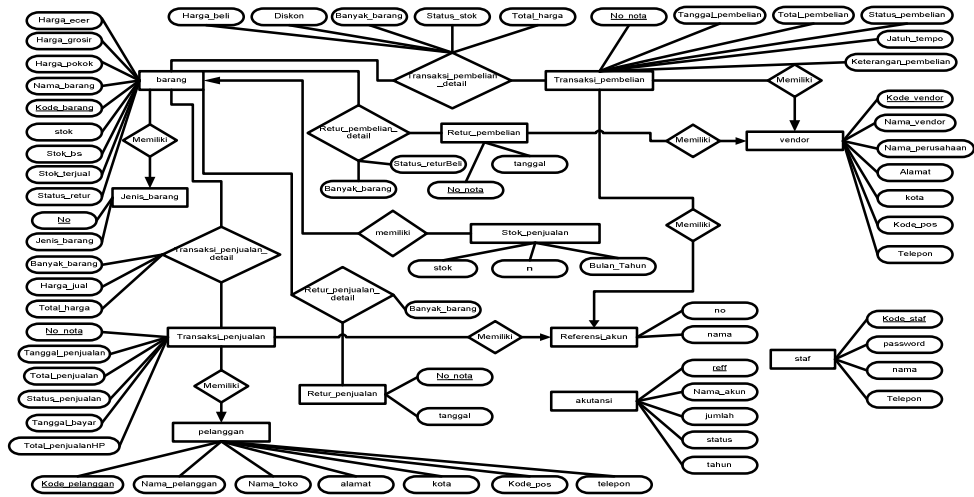 Harga_ecer
Harga_grosir
Harga_pokok
Nama_barang
Kode_barang
stok
Stok_bs
Stok_terjual
Status_retur
No
Jenis_barang
Banyak_barang
Harga_jual
Total_harga
No_nota
Tanggal_penjualan
Total_penjualan
Status_penjualan
Tanggal_bayar
Total_penjualanHP
Harga_beli
Diskon
Banyak_barang
Status_stok
Total_harga
No_nota
Tanggal_pembelian
Total_pembelian
Status_pembelian
Jatuh_tempo
Keterangan_pembelian
barang
Transaksi_pembelian
_detail
Transaksi_pembelian
Memiliki
Memiliki
Jenis_barang
Retur_pembelian_
detail
Status_returBeli
Banyak_barang
Retur_pembelian
No_nota
tanggal
Memiliki
vendor
Kode_vendor
Nama_vendor
Nama_perusahaan
Alamat
kota
Kode_pos
Telepon
Transaksi_penjualan_
detail
memiliki
Stok_penjualan
stok
n
Bulan_Tahun
Memiliki
Retur_penjualan_
detail
Banyak_barang
Transaksi_penjualan
Memiliki
Referensi_akun
no
nama
Memiliki
Retur_penjualan
No_nota
tanggal
pelanggan
Kode_pelanggan
Nama_pelanggan
Nama_toko
alamat
kota
Kode_pos
telepon
akutansi
reff
Nama_akun
jumlah
status
tahun
staf
Kode_staf
password
nama
Telepon